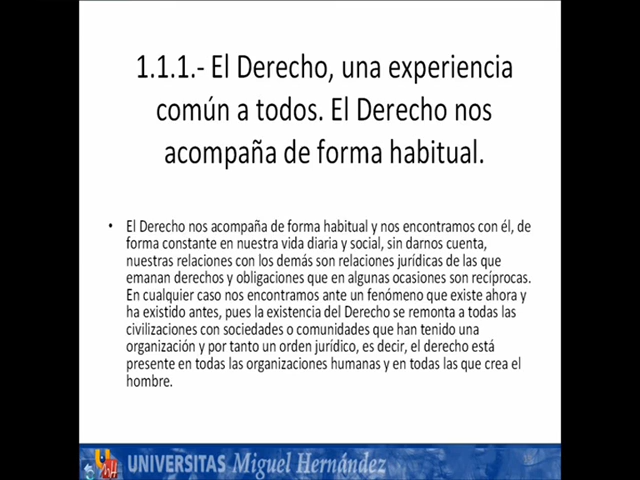 1.1.1.- El Derecho, una experiencia
común a todos. El Derecho nos
acompaña de forma habitual.
• El Derecho nos acompaña de forma habitual y nos encontramos con él, de
forma constante en nuestra vida diaria y social, sin darnos cuenta,
nuestras relaciones con los demás son relaciones jurídicas de las que
emanan derechos y obligaciones que en algunas ocasiones son recíprocas.
En cualquier caso nos encontramos ante un fenómeno que existe ahora y
ha existido antes, pues la existencia del Derecho se remonta a todas las
civilizaciones con sociedades o comunidades que han tenido una
organización y por tanto un orden jurídico, es decir, el derecho está
presente en todas las organizaciones humanas y en todas las que crea el
hombre.
UNIVERSITAS Miguel Hernández